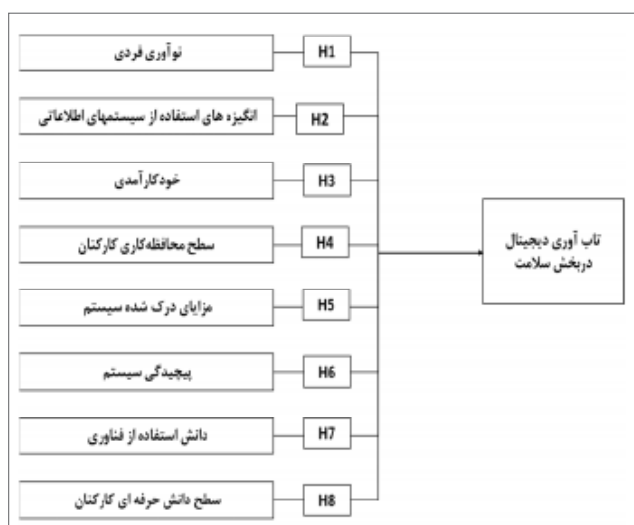 نوآوری فردی
H1
انگیزه های استفاده از سیستمهای اطلاعاتی
H2
خودکارآمدی
H3
سطح محافظه‌کاری کارکنان
H4
تاب آوری دیجیتال
دربخش سلامت
مزایای درک شده سیستم
H5
پیچیدگی سیستم
H6
دانش استفاده از فناوری
H7
سطح دانش حرفه ای کارکنان
H8